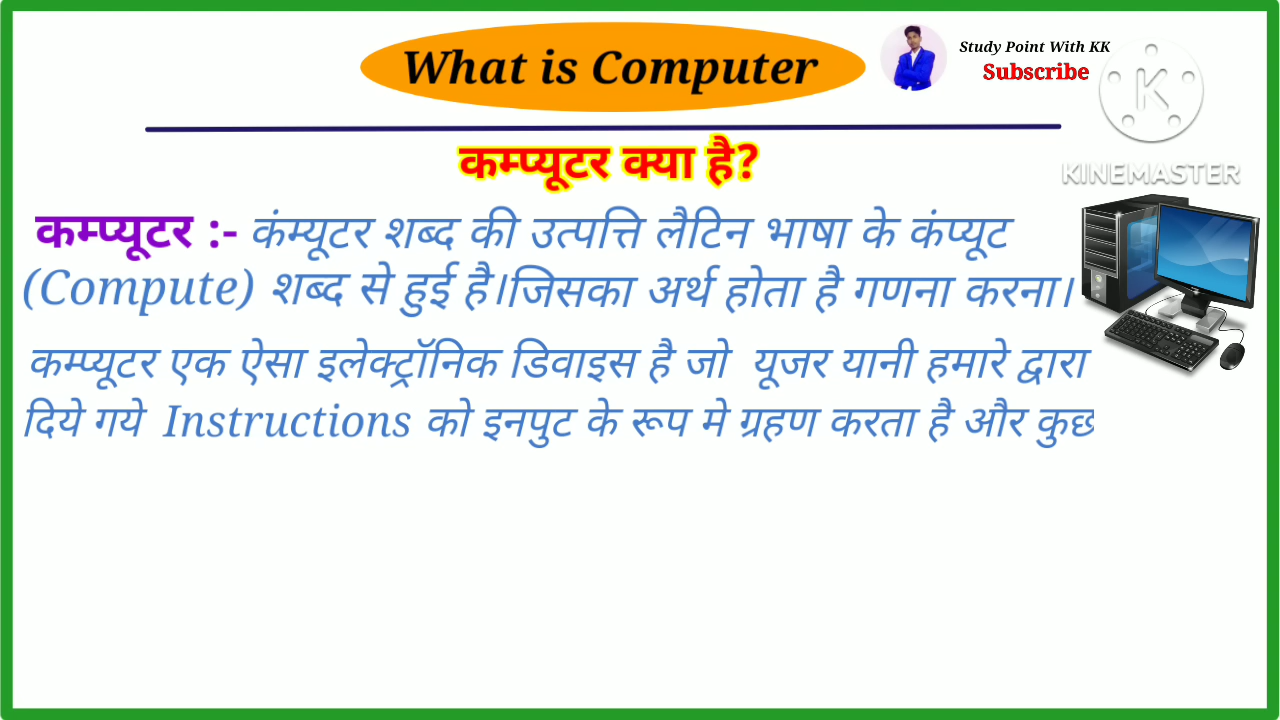 What is Computer
Study Point With KK
Subscribe
K
KINEMASTER
कम्प्यूटर क्या है?
कम्प्यूटर :- कंम्यूटर शब्द की उत्पत्ति लैटिन भाषा के कंप्यूट
(Compute) शब्द से हुई है।जिसका अर्थ होता है गणना करना।
कम्प्यूटर एक ऐसा इलेक्ट्रॉनिक डिवाइस है जो यूजर यानी हमारे द्वारा
दिये गये Instructions को इनपुट के रूप मे ग्रहण करता है और कुछ